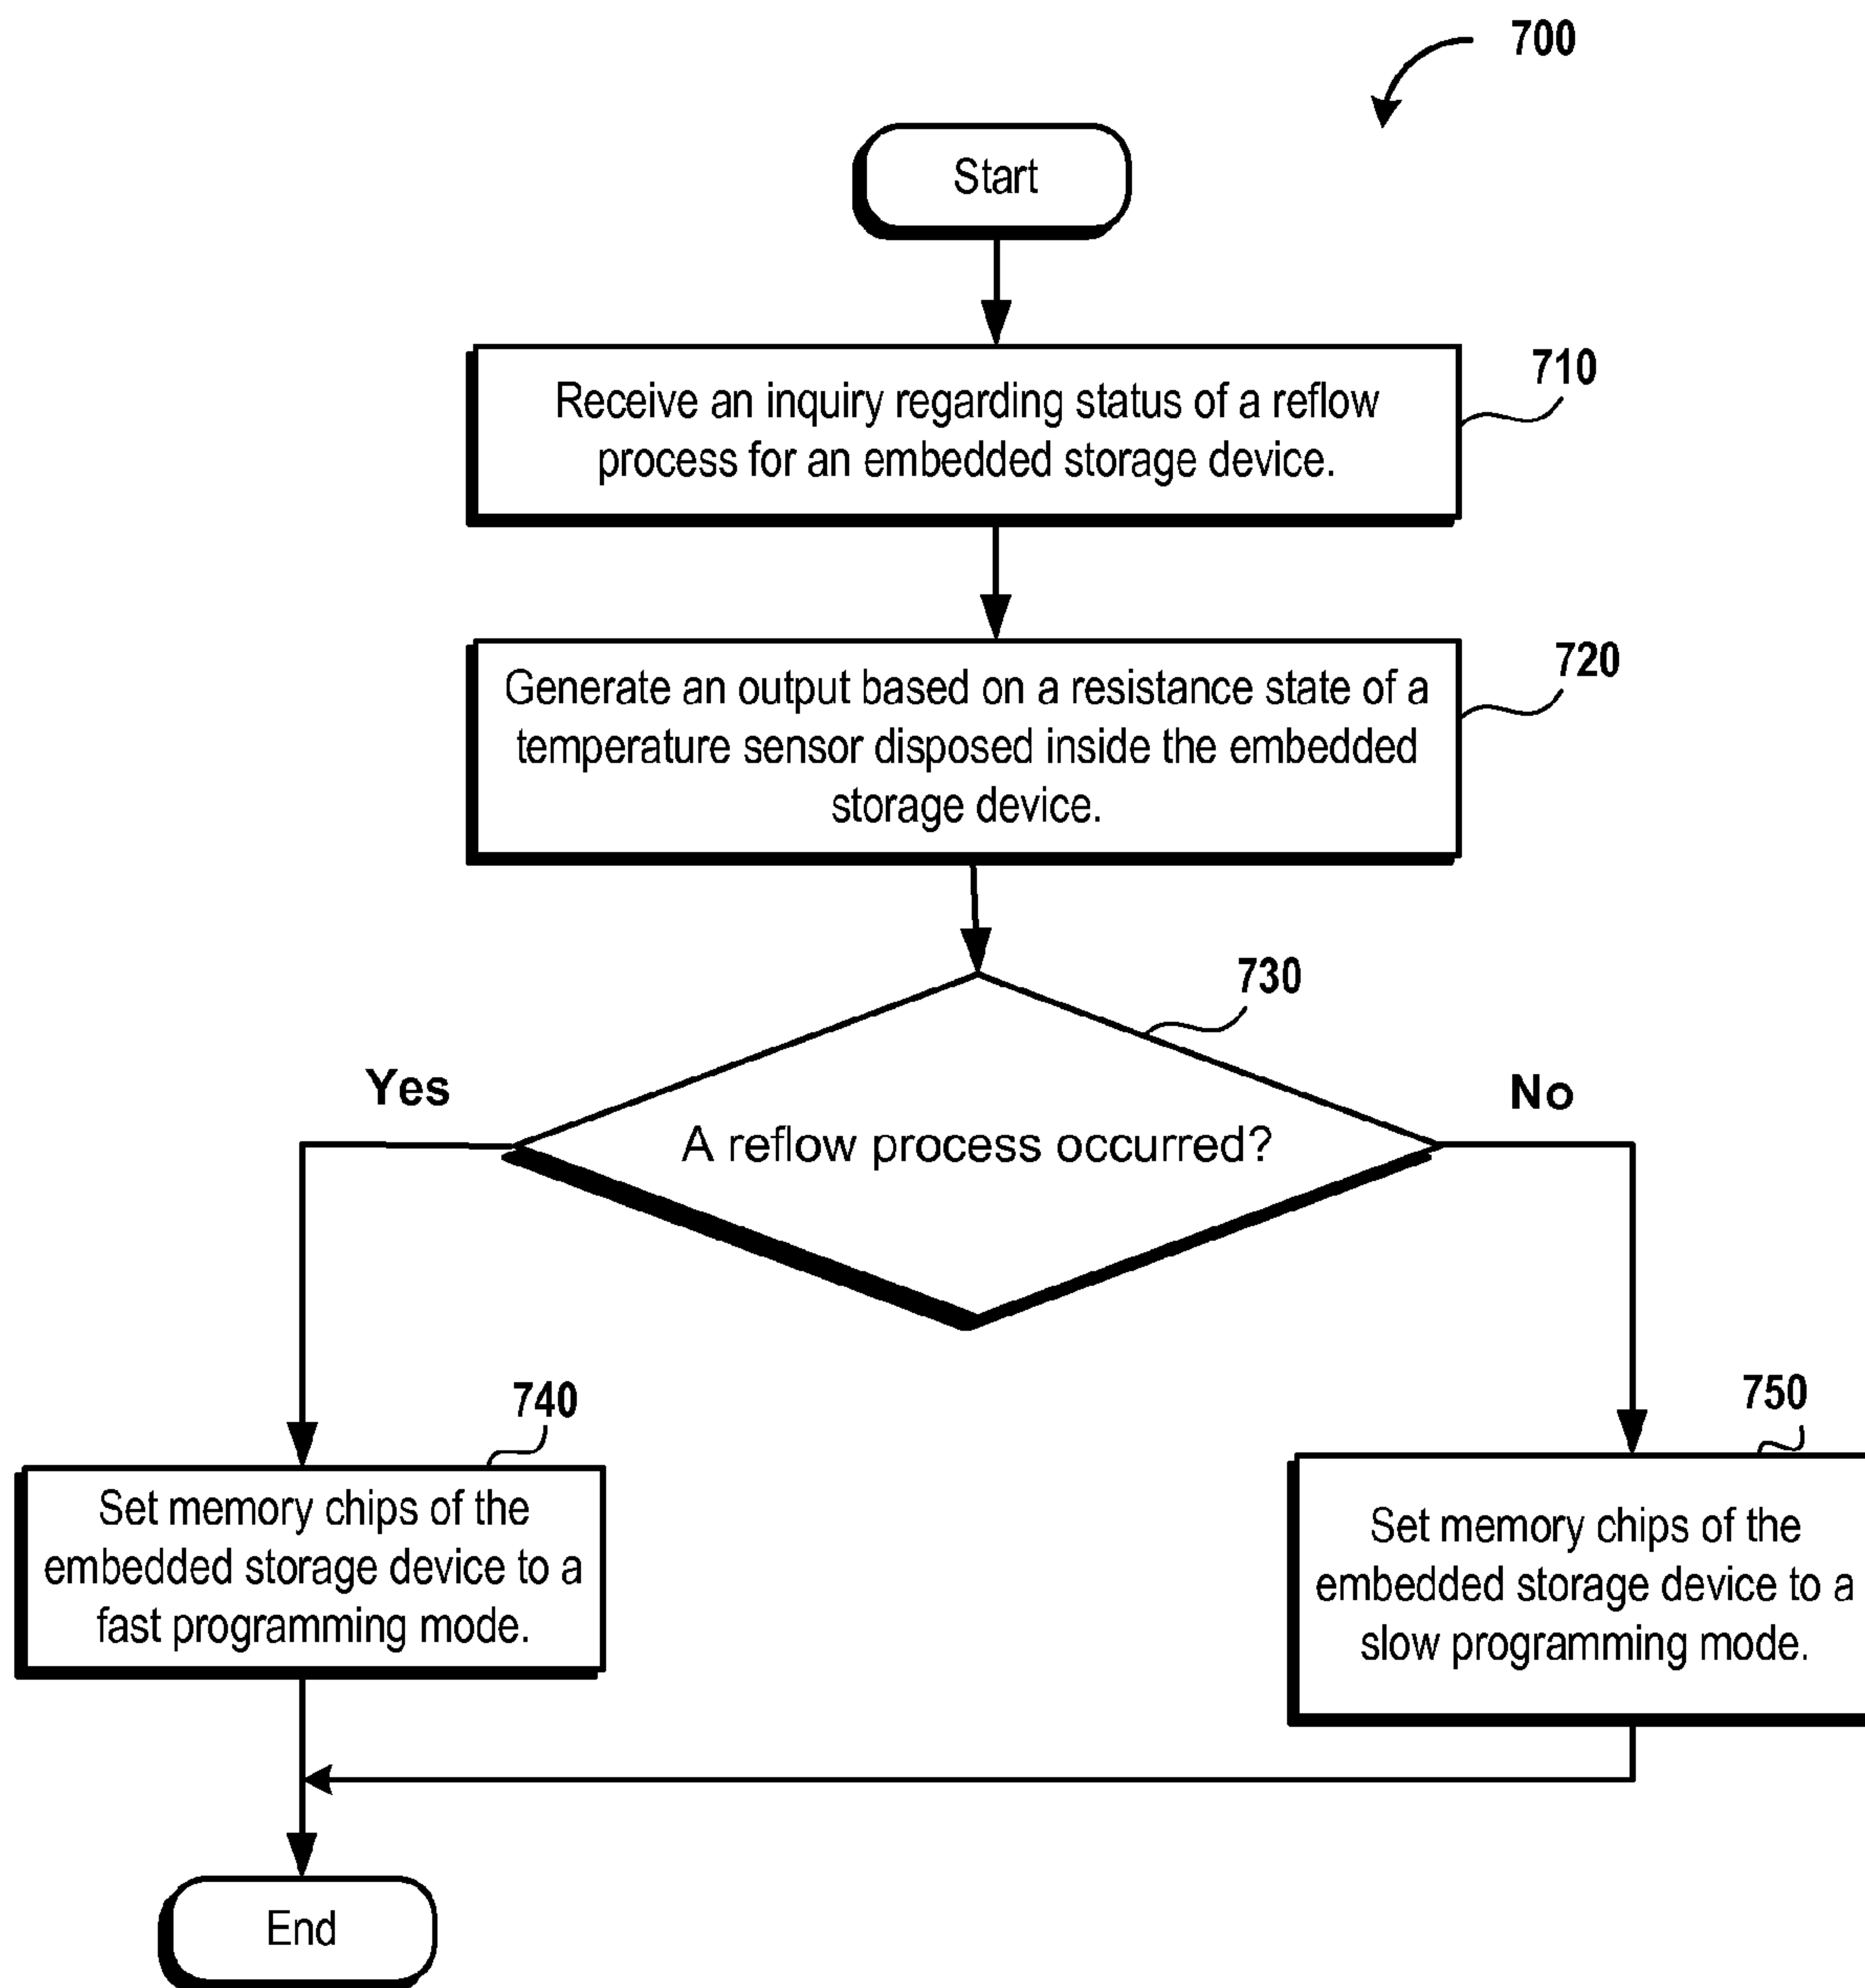 700
Start
710
Receive an inquiry regarding status of a reflow
process for an embedded storage device.
720
Generate an output based on a resistance state of a
temperature sensor disposed inside the embedded
storage device.
730
Yes
No
A reflow process occurred?
740
750
Set memory chips of the
embedded storage device to a
fast programming mode.
Set memory chips of the
embedded storage device to a
slow programming mode.
End